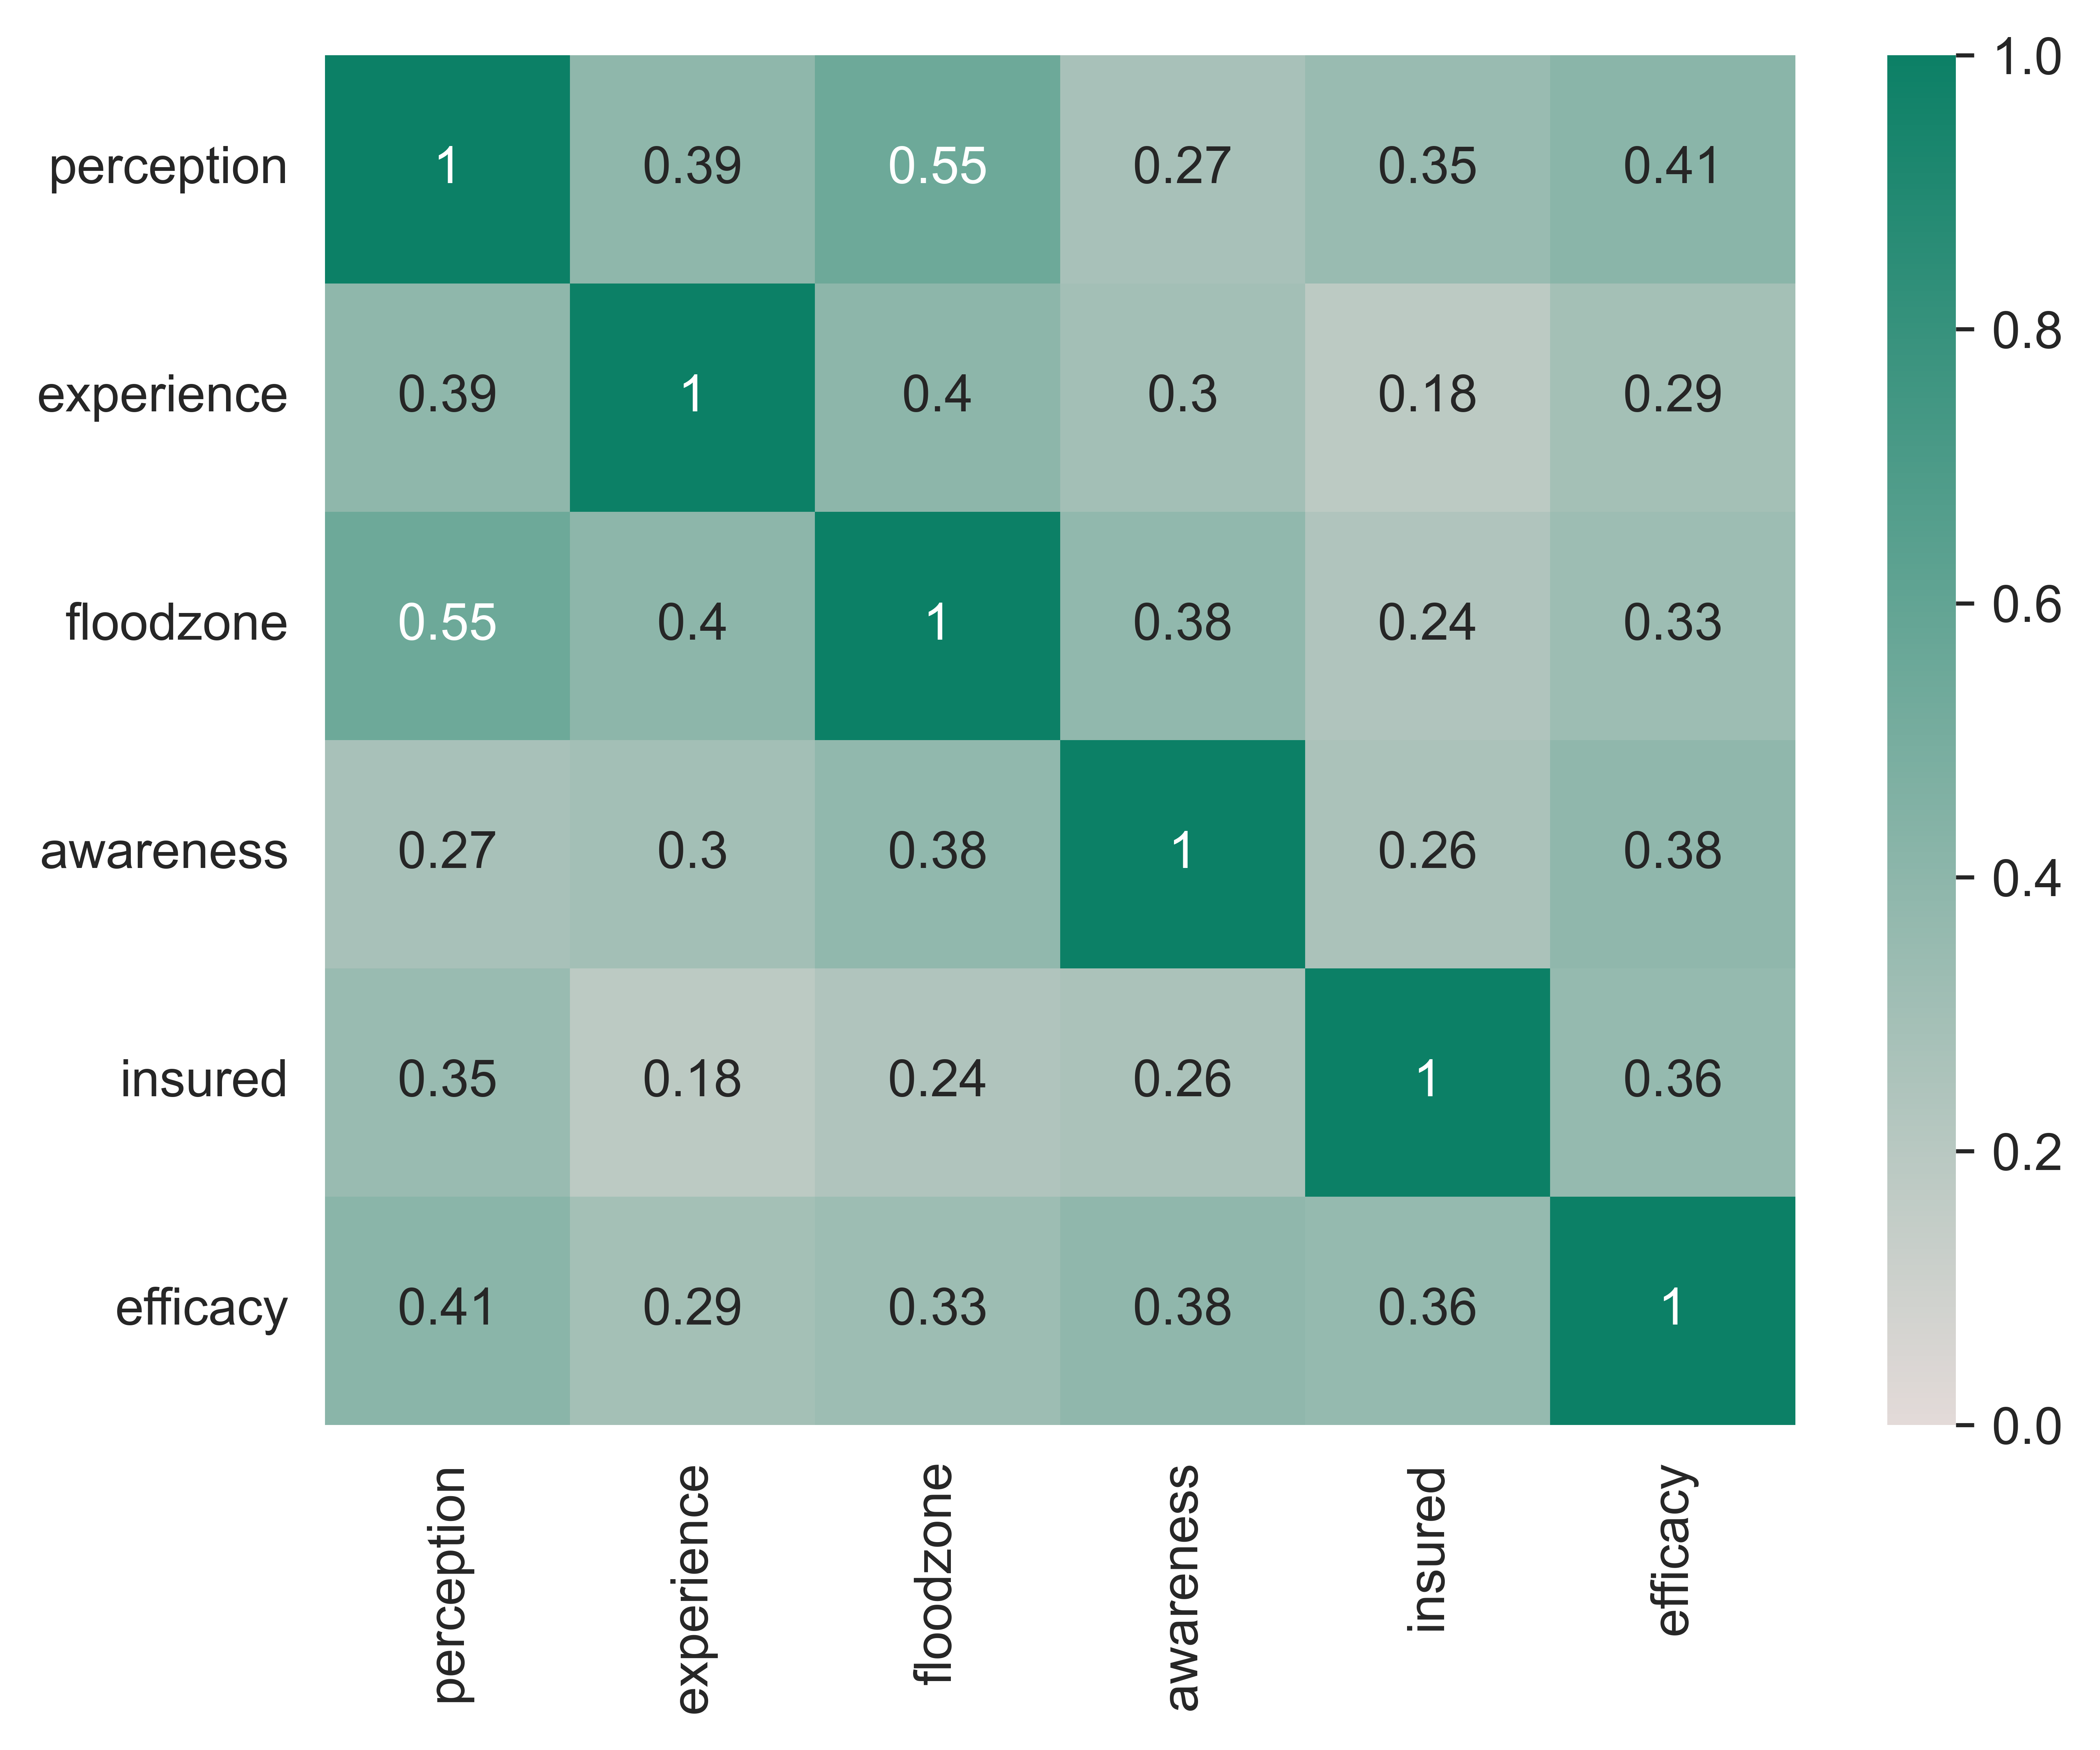 perception 1 0.39 0.55 0.27 0.35 0.41
experience 0.39 1 0.4 0.3 0.18 0.29
floodzone 0.55 0.4 1 0.38 0.24 0.33
awareness 0.27 0.3 0.38 1 0.26 0.38
insured 0.35 0.18 0.24 0.26 1 0.36
efficacy 0.41 0.29 0.33 0.38 0.36 1
perception experience floodzone awareness insured efficacy
1.0
0.8
0.6
0.4
0.2
0.0